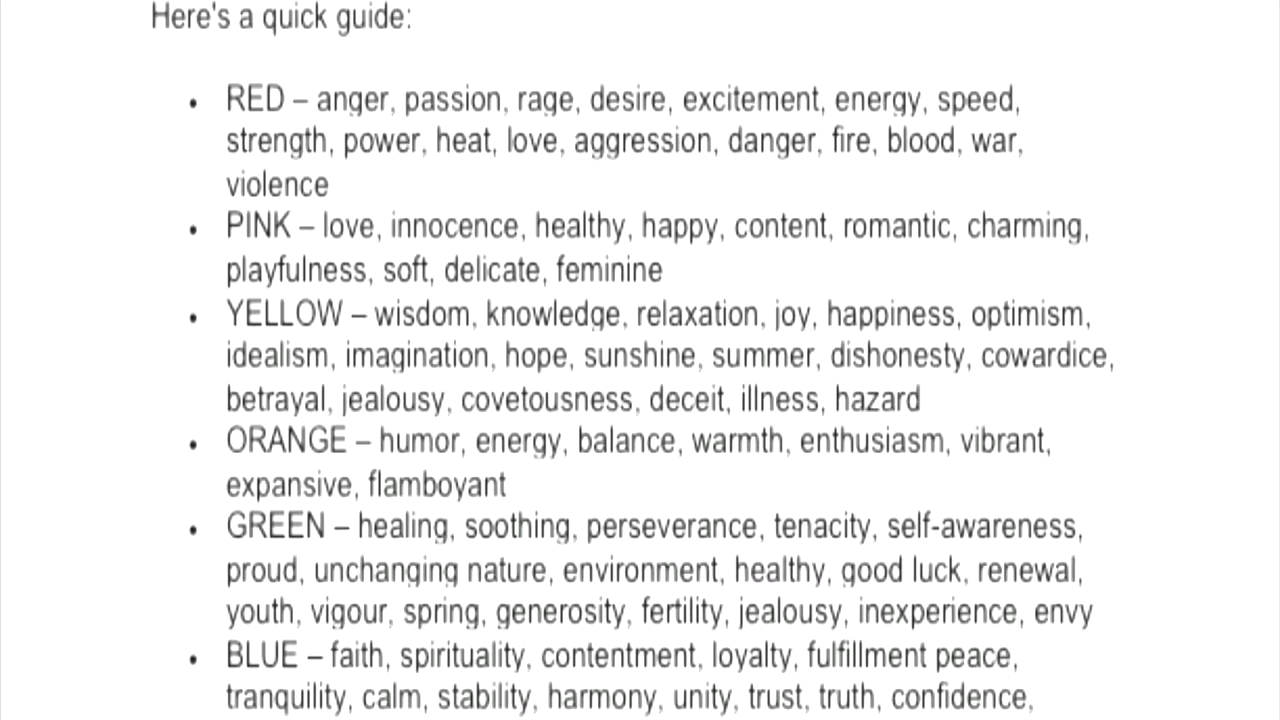 Here's a quick guide:
• RED – anger, passion, rage, desire, excitement, energy, speed,
strength, power, heat, love, aggression, danger, fire, blood, war,
violence
• PINK – love, innocence, healthy, happy, content, romantic, charming,
playfulness, soft, delicate, feminine
• YELLOW – wisdom, knowledge, relaxation, joy, happiness, optimism,
idealism, imagination, hope, sunshine, summer, dishonesty, cowardice,
betrayal, jealousy, covetousness, deceit, illness, hazard
• ORANGE – humor, energy, balance, warmth, enthusiasm, vibrant,
expansive, flamboyant
• GREEN – healing, soothing, perseverance, tenacity, self-awareness,
proud, unchanging nature, environment, healthy, good luck, renewal,
youth, vigour, spring, generosity, fertility, jealousy, inexperience, envy
• BLUE – faith, spirituality, contentment, loyalty, fulfillment peace,
tranquility, calm, stability, harmony, unity, trust, truth, confidence,